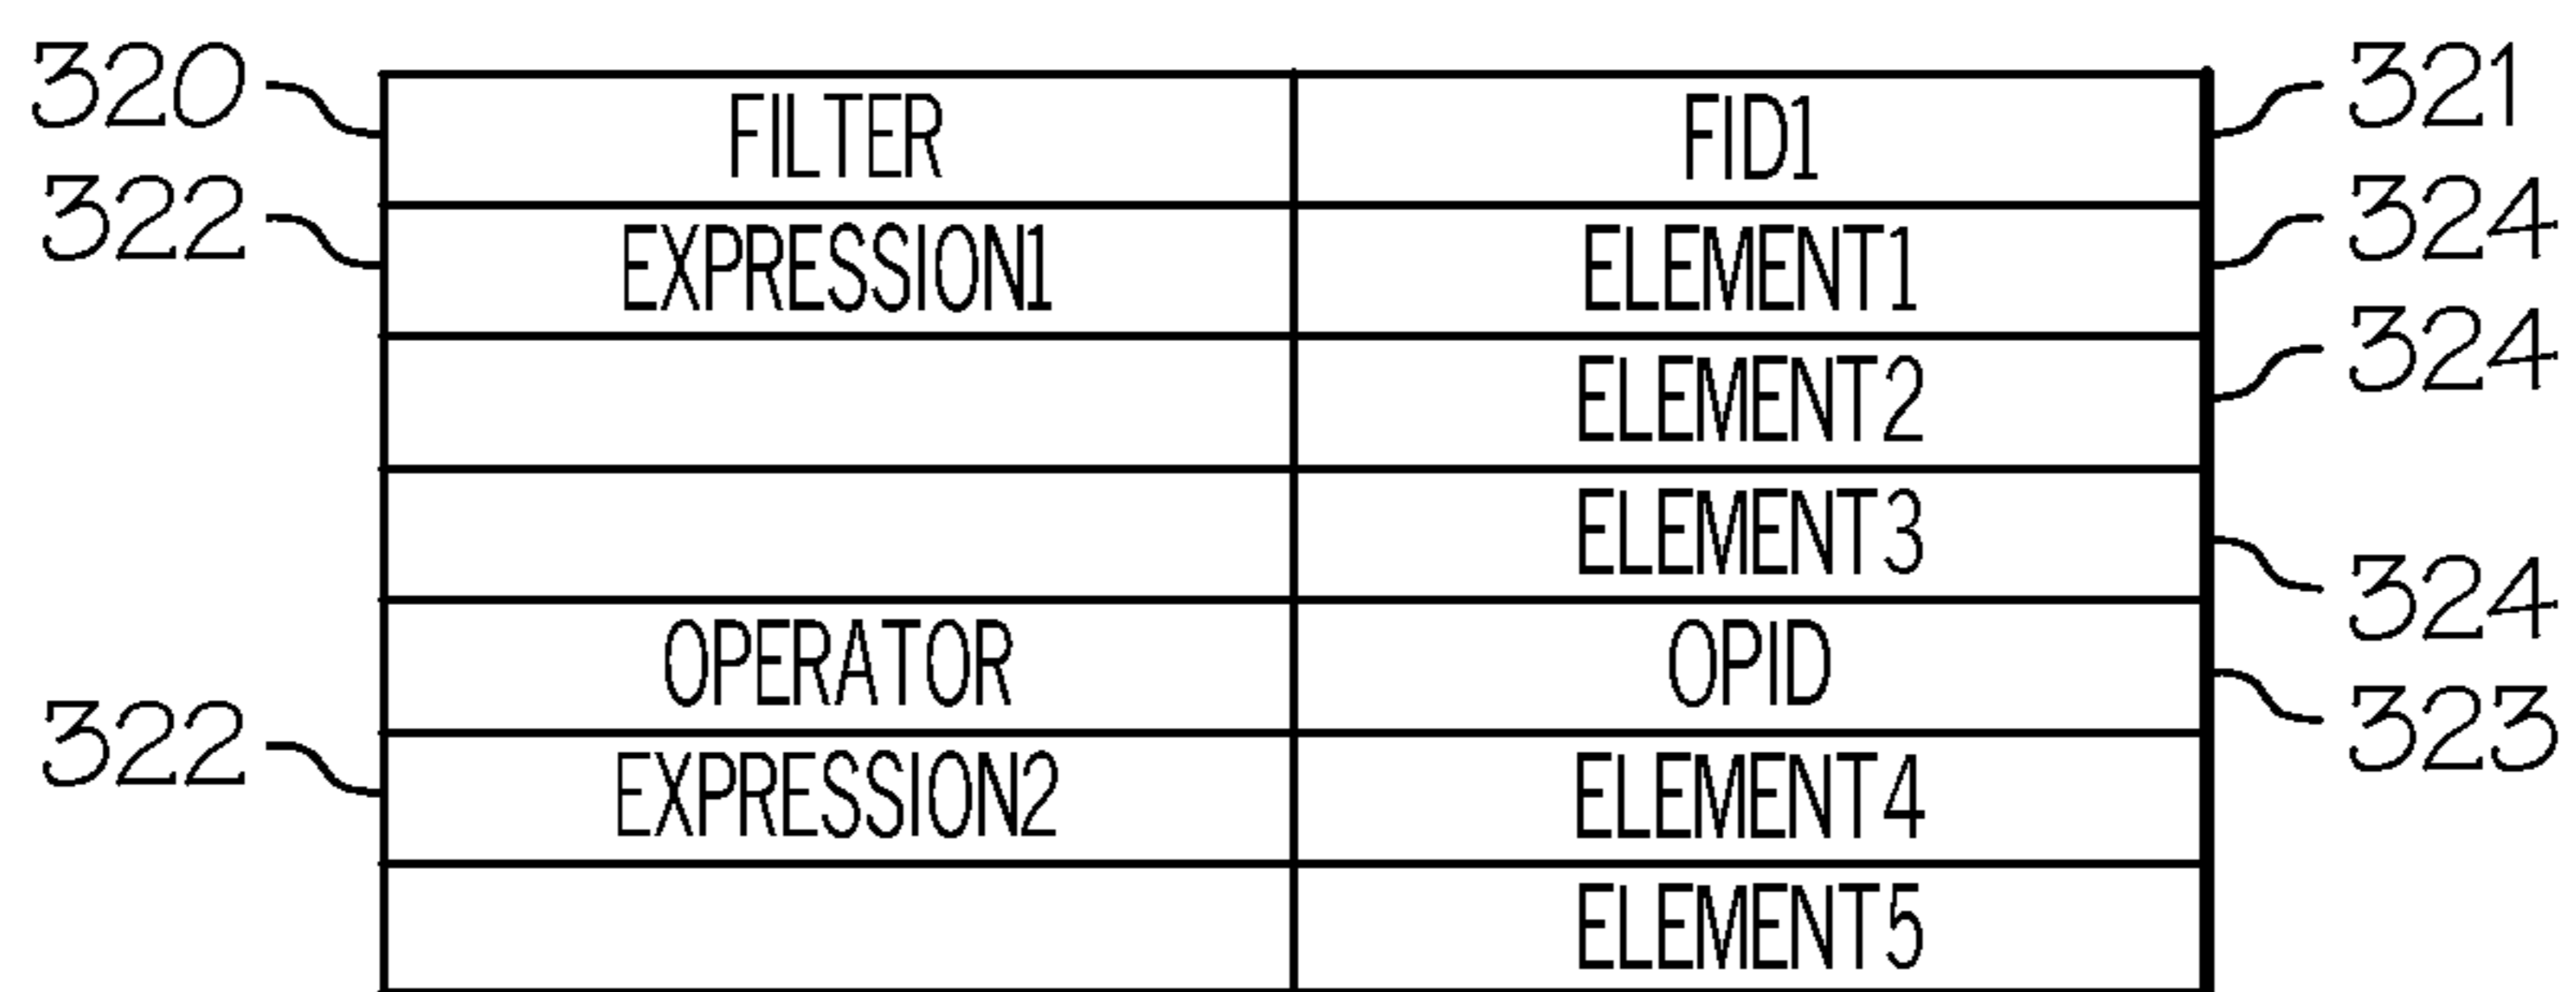 320 FILTER FID1 321
322 EXPRESSION1 ELEMENT1 324
ELEMENT2 324
ELEMENT3 324
OPERATOR OPID 323
322 EXPRESSION2 ELEMENT4
ELEMENT5